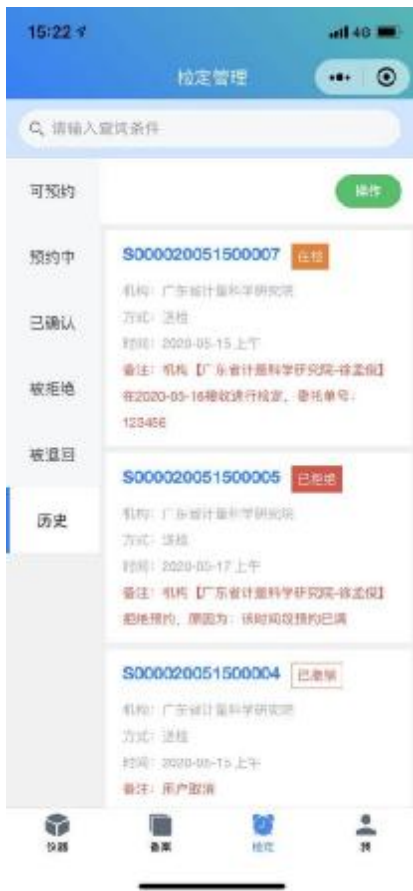 15:22
4G
检定管理
请输入查询条件
可预约
操作
预约中
已确认
被拒绝
被退回
历史
S000020051500007 在检
机构：广东省计量科学研究院
方式：送检
时间：2020-05-15 上午
备注：机构【广东省计量科学研究院-徐孟俊】
在2020-05-16接收进行检定，委托单号：
123456
S000020051500005 已拒绝
机构：广东省计量科学研究院
方式：送检
时间：2020-05-17 上午
备注：机构【广东省计量科学研究院-徐孟俊】
拒绝预约，原因为：该时间段预约已满
S000020051500004 已撤销
机构：广东省计量科学研究院
方式：送检
时间：2020-05-15 上午
备注：用户取消
仪器
备案
检定
我